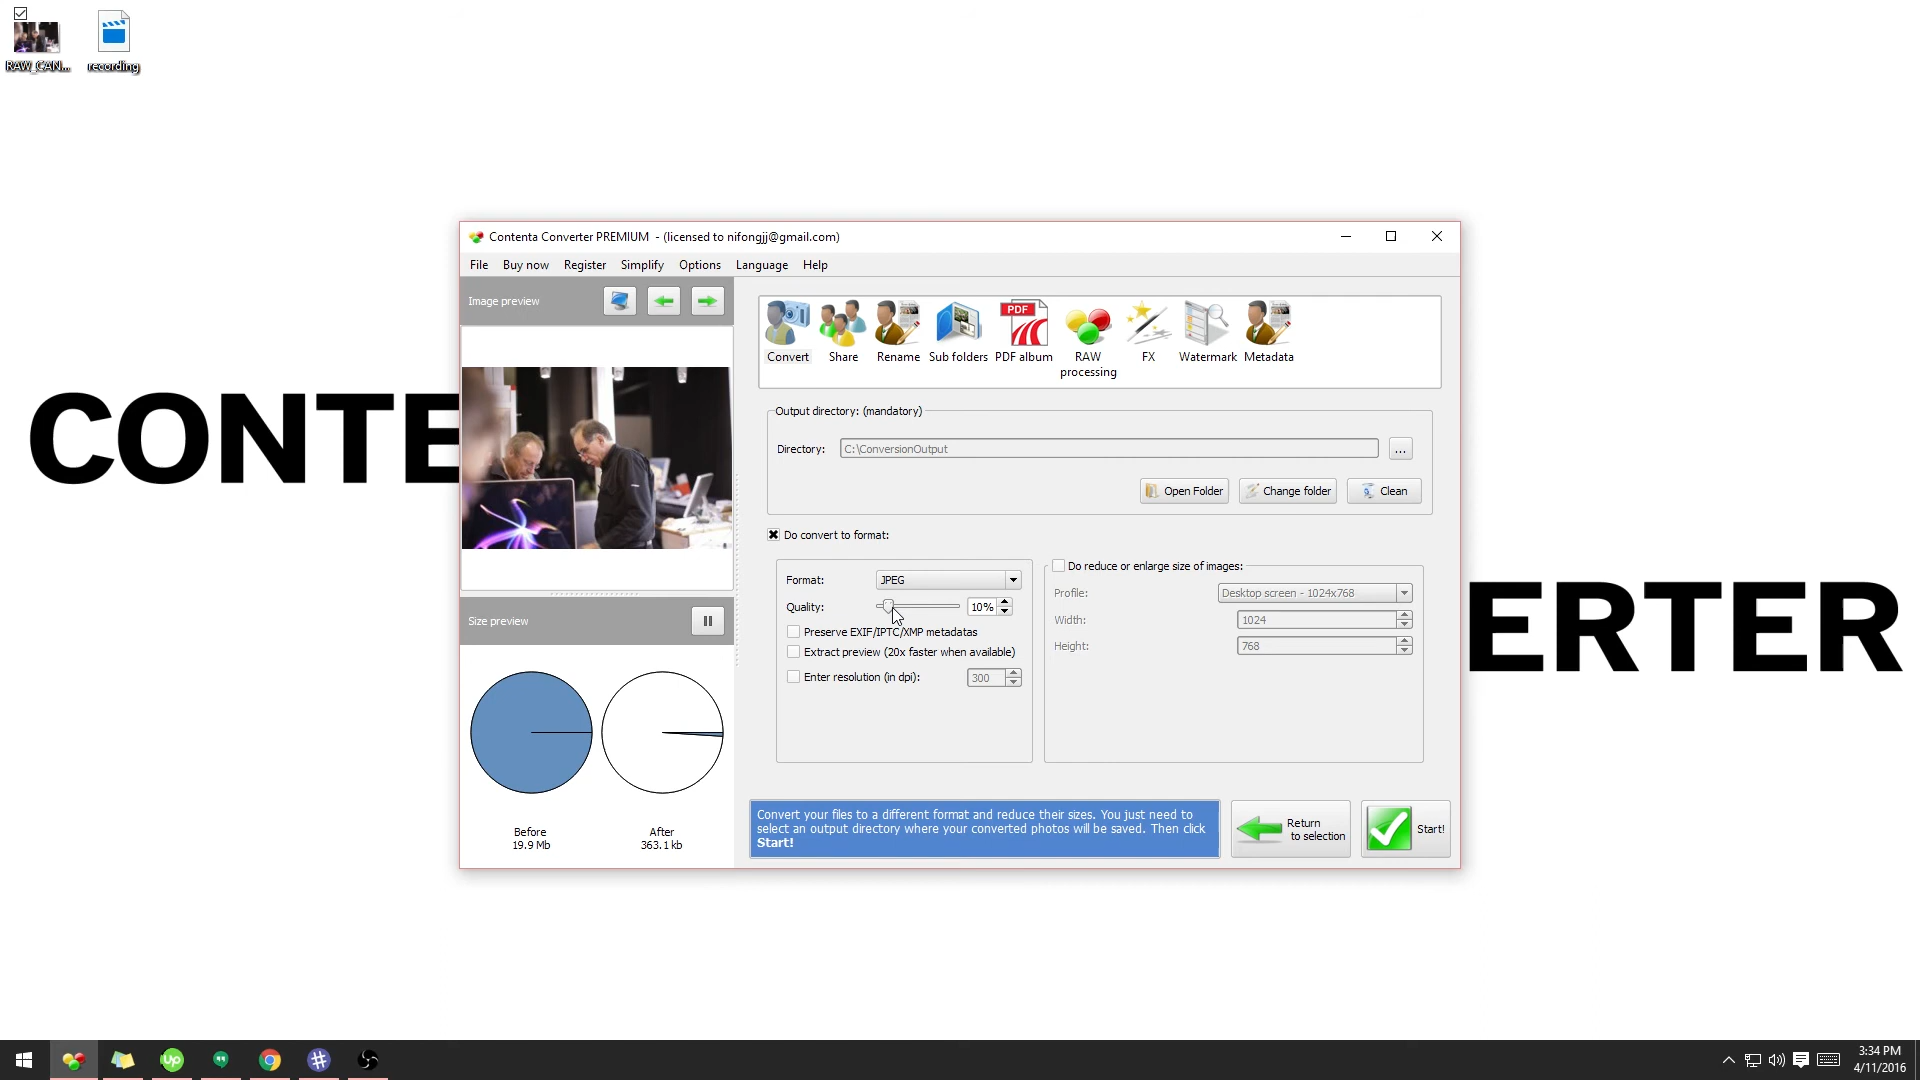 RAW_CAN...
recording
CONTE
ERTER
Contenta Converter PREMIUM - (licensed to nifongjj@gmail.com)
File Buy now Register Simplify Options Language Help
Image preview
Convert Share Rename Sub folders PDF album RAW processing FX Watermark Metadata
PDF
Output directory: (mandatory)
Directory: C:\ConversionOutput ...
Open Folder Change folder Clean
Do convert to format:
Format: JPEG
Quality: 10%
Preserve EXIF/IPTC/XMP metadatas
Extract preview (20x faster when available)
Enter resolution (in dpi): 300
Do reduce or enlarge size of images:
Profile: Desktop screen - 1024x768
Width: 1024
Height: 768
Size preview
Before
19.9 Mb
After
363.1 kb
Convert your files to a different format and reduce their sizes. You just need to
select an output directory where your converted photos will be saved. Then click
Start!
Return
to selection
Start!
Up
3:34 PM
4/11/2016